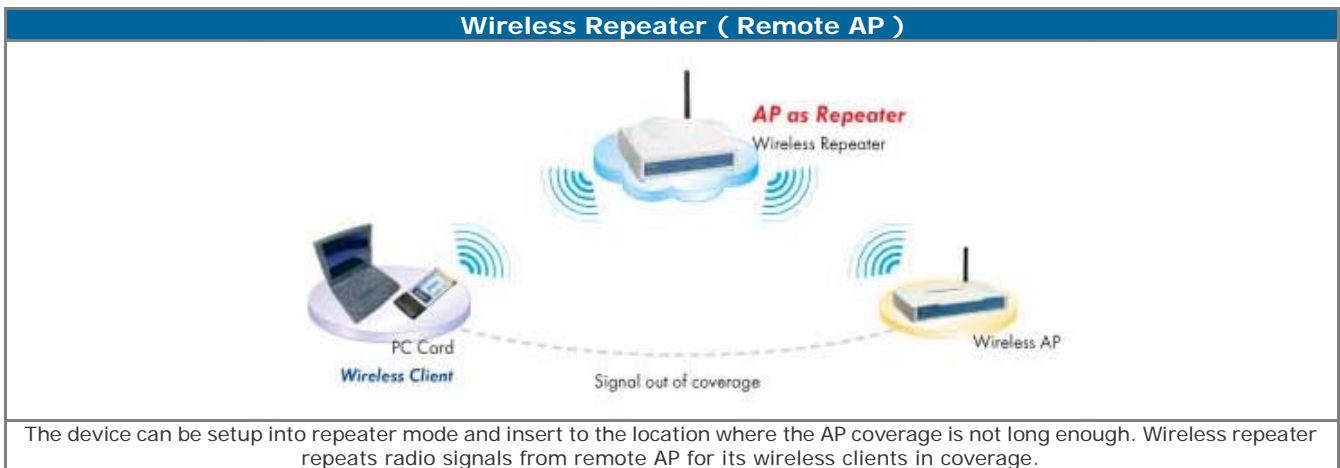 Wireless Repeater ( Remote AP )
AP as Repeater
Wireless Repeater
PC Card
Wireless Client
Wireless AP
Signal out of coverage
The device can be setup into repeater mode and insert to the location where the AP coverage is not long enough. Wireless repeater
repeats radio signals from remote AP for its wireless clients in coverage.